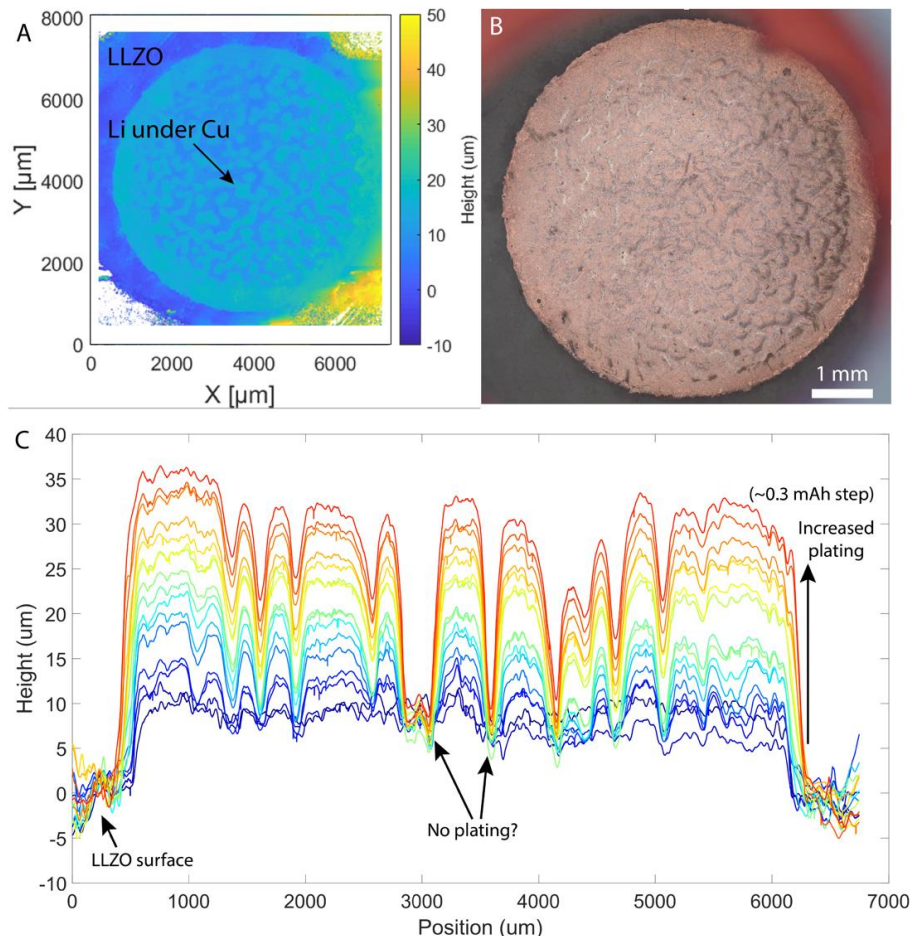 A
LLZO
Li under Cu
Y [µm]
8000
6000
4000
2000
0
0
2000
4000
6000
X [µm]
50
40
30
20
10
0
-10
Height (um)
B
1 mm
C
40
35
30
25
20
15
10
5
0
-5
-10
Height (um)
(~0.3 mAh step)
Increased
plating
No plating?
LLZO surface
0
1000
2000
3000
4000
5000
6000
7000
Position (um)